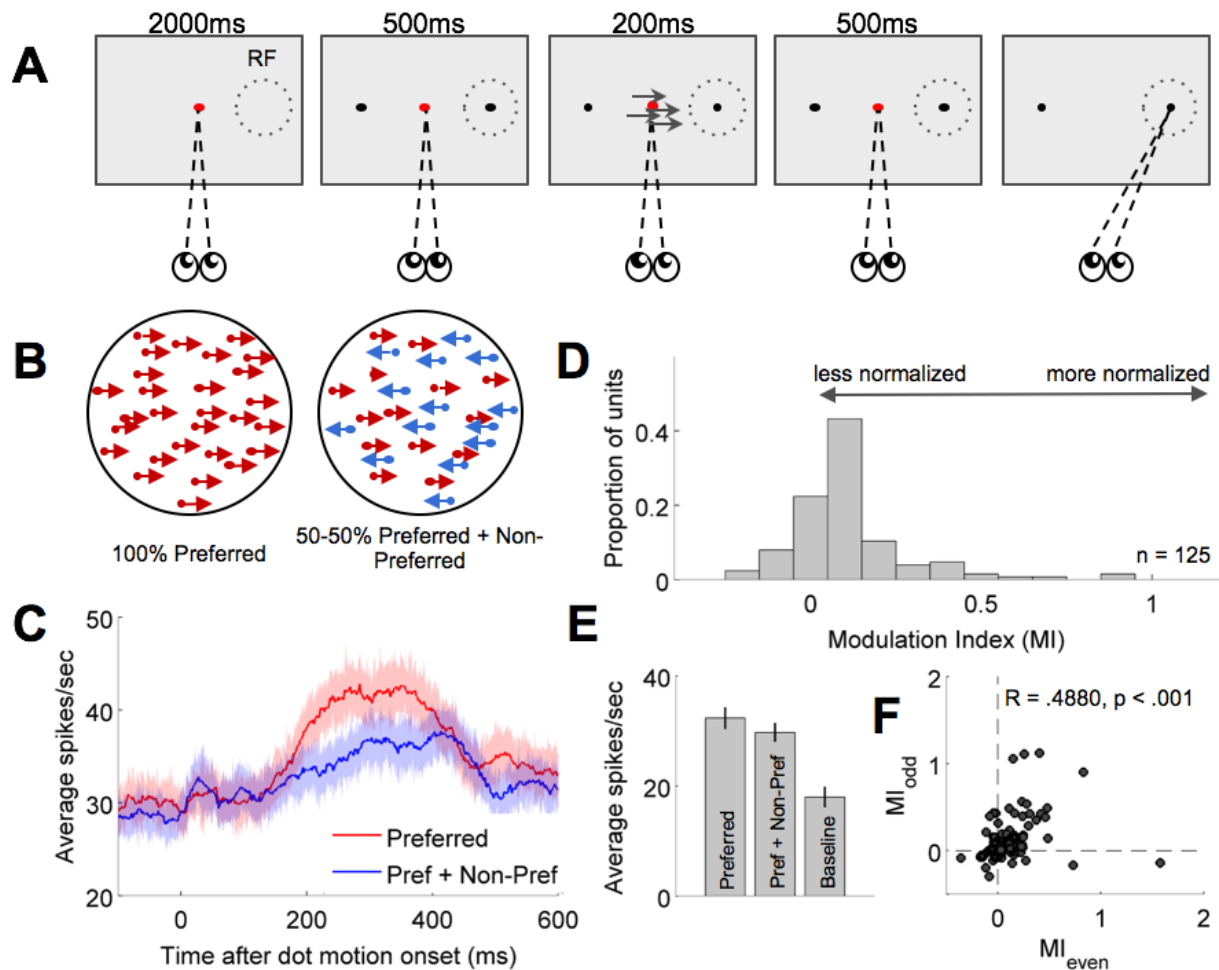 2000ms
500ms
200ms
500ms
A
RF
B
100% Preferred
50-50% Preferred + Non-
Preferred
C
Average spikes/sec
50
40
30
20
0
200
400
600
Preferred
Pref + Non-Pref
Time after dot motion onset (ms)
D
less normalized
more normalized
Proportion of units
0.4
0.2
0
n = 125
0
0.5
1
Modulation Index (MI)
E
Average spikes/sec
40
20
0
Preferred
Pref + Non-Pref
Baseline
F
MIodd
2
1
0
R = .4880, p < .001
0
1
2
MIeven